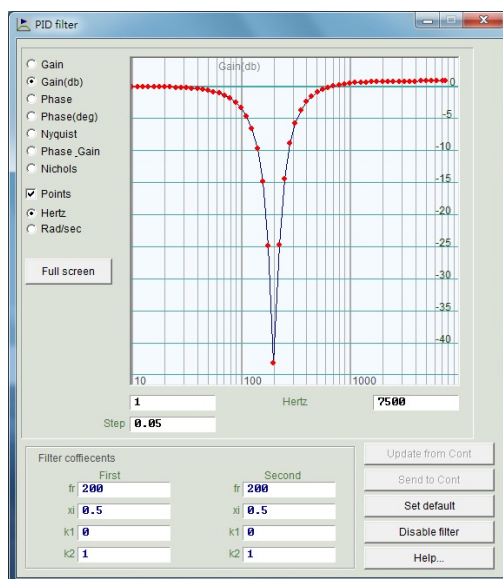 PID filter
Gain
Gain(db)
Phase
Phase(deg)
Nyquist
Phase_Gain
Nichols
Points
Hertz
Rad/sec
Full screen
Gain(db)
0
-5
-10
-15
-20
-25
-30
-35
-40
10
100
1000
1
Hertz
7500
Step 0.05
Filter cofficents
First
Second
fr 200
fr 200
xi 0.5
xi 0.5
k1 0
k1 0
k2 1
k2 1
Update from Cont
Send to Cont
Set default
Disable filter
Help...